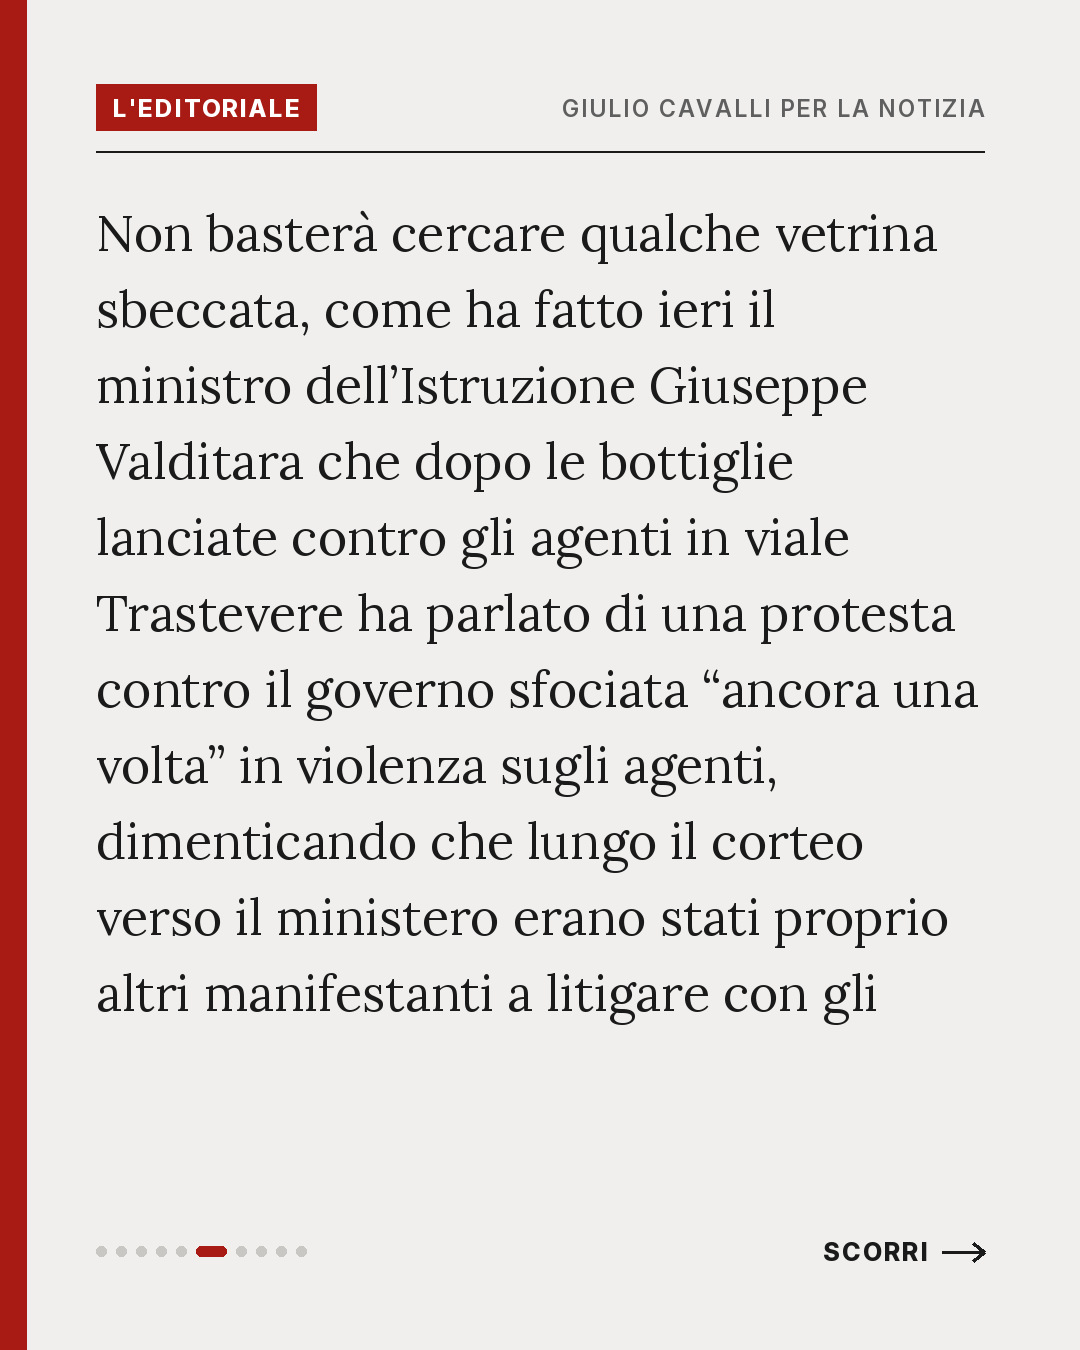 L'EDITORIALE
GIULIO CAVALLI PER LA NOTIZIA
Non basterà cercare qualche vetrina
sbeccata, come ha fatto ieri il
ministro dell’Istruzione Giuseppe
Valditara che dopo le bottiglie
lanciate contro gli agenti in viale
Trastevere ha parlato di una protesta
contro il governo sfociata “ancora una
volta” in violenza sugli agenti,
dimenticando che lungo il corteo
verso il ministero erano stati proprio
altri manifestanti a litigare con gli
SCORRI